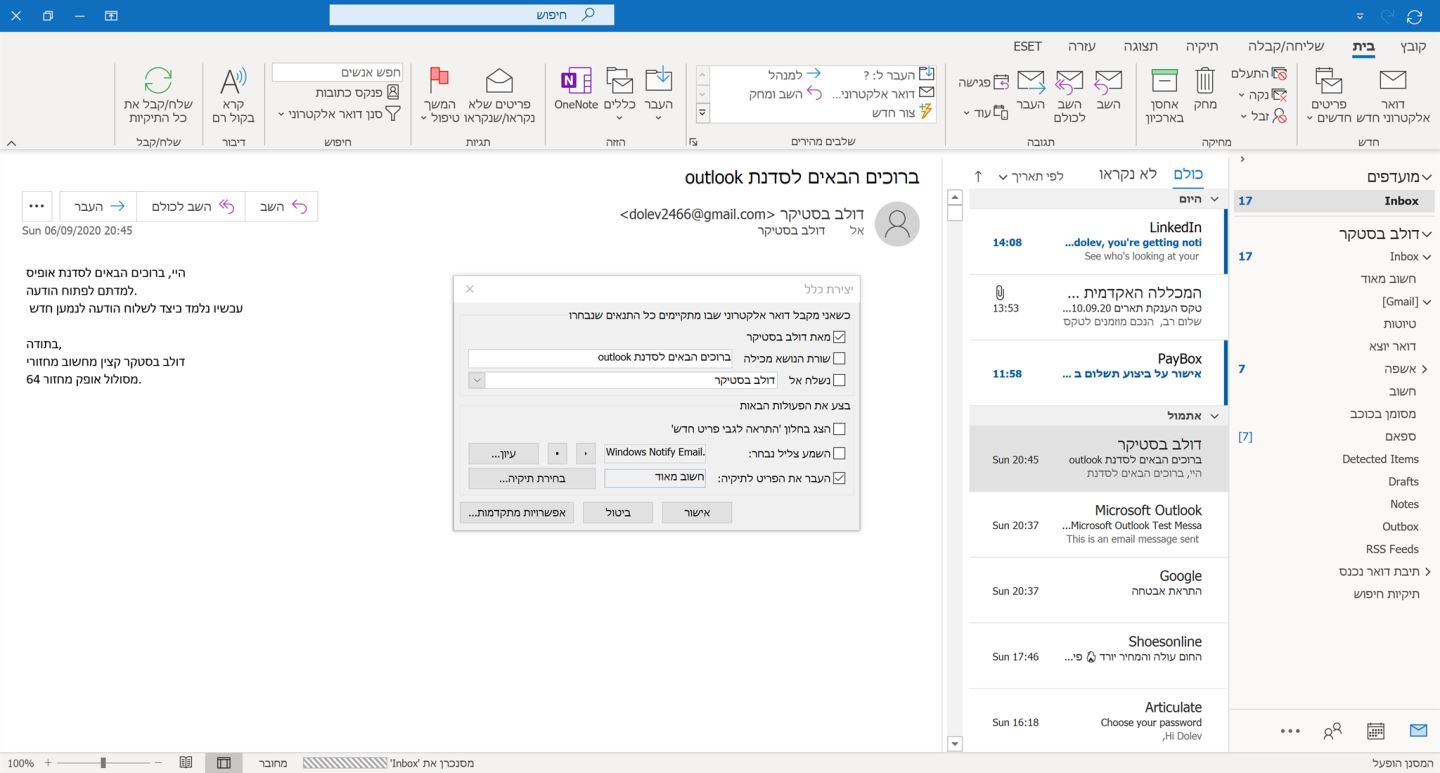 חיפוש
קובץ
בית
שליחה/קבלה
תיקיה
תצוגה
עזרה
ESET
דואר
אלקטרוני חדש
פריטים
חדשים
חדש
התעלם
נקה
זבל
מחק
אחסן
בארכיון
מחיקה
השב
השב
לכולם
העבר
פגישה
עוד
תגובה
העבר ל: ?
למנהל
דואר אלקטרוני...
השב ומחק
צור חדש
שלבים מהירים
העבר
כללים
OneNote
הזזה
פריטים שלא
נקראו/שנקראו
המשך
טיפול
תגיות
חפש אנשים
פנקס כתובות
סנן דואר אלקטרוני
חיפוש
קרא
בקול רם
דיבור
שלח/קבל את
כל התיקיות
שלח/קבל
מועדפים
Inbox 17
דולב בסטקר
Inbox 17
חשוב מאוד
[Gmail]
טיוטות
דואר יוצא
אשפה 7
חשוב
מסומן בכוכב
ספאם [7]
Detected Items
Drafts
Notes
Outbox
RSS Feeds
תיבת דואר נכנס
תיקיות חיפוש
כולם
לא נקראו
לפי תאריך
היום
LinkedIn
dolev, you're getting noti... 14:08
See who's looking at your
המכללה האקדמית ...
טקס הענקת תארים 10.09.20... 13:53
שלום רב, הנכם מוזמנים לטקס
PayBox
אישור על ביצוע תשלום ב ... 11:58
אתמול
דולב בסטיקר
ברוכים הבאים לסדנת outlook Sun 20:45
היי, ברוכים הבאים לסדנת
Microsoft Outlook
Microsoft Outlook Test Messa... Sun 20:37
This is an email message sent
Google
התראת אבטחה Sun 20:37
Shoesonline
החום עולה והמחיר יורד 🔥 פי... Sun 17:46
Articulate
Choose your password Sun 16:18
Hi Dolev,
ברוכים הבאים לסדנת outlook
דולב בסטיקר <dolev2466@gmail.com>
אל דולב בסטיקר
השב
השב לכולם
העבר
Sun 06/09/2020 20:45
היי, ברוכים הבאים לסדנת אופיס
למדתם לפתוח הודעה.
עכשיו נלמד כיצד לשלוח הודעה לנמען חדש
בתודה,
דולב בסטקר קצין מחשוב מחזורי
מסלול אופק מחזור 64.
יצירת כלל
כשאני מקבל דואר אלקטרוני שבו מתקיימים כל התנאים שנבחרו
מאת דולב בסטיקר
שורת הנושא מכילה ברוכים הבאים לסדנת outlook
נשלח אל דולב בסטיקר
בצע את הפעולות הבאות
הצג בחלון 'התראה לגבי פריט חדש'
השמע צליל נבחר: Windows Notify Email. עיון...
העבר את הפריט לתיקיה: חשוב מאוד בחירת תיקיה...
אישור
ביטול
אפשרויות מתקדמות...
המסנן הופעל
מסנכרן את 'Inbox'
מחובר
100%